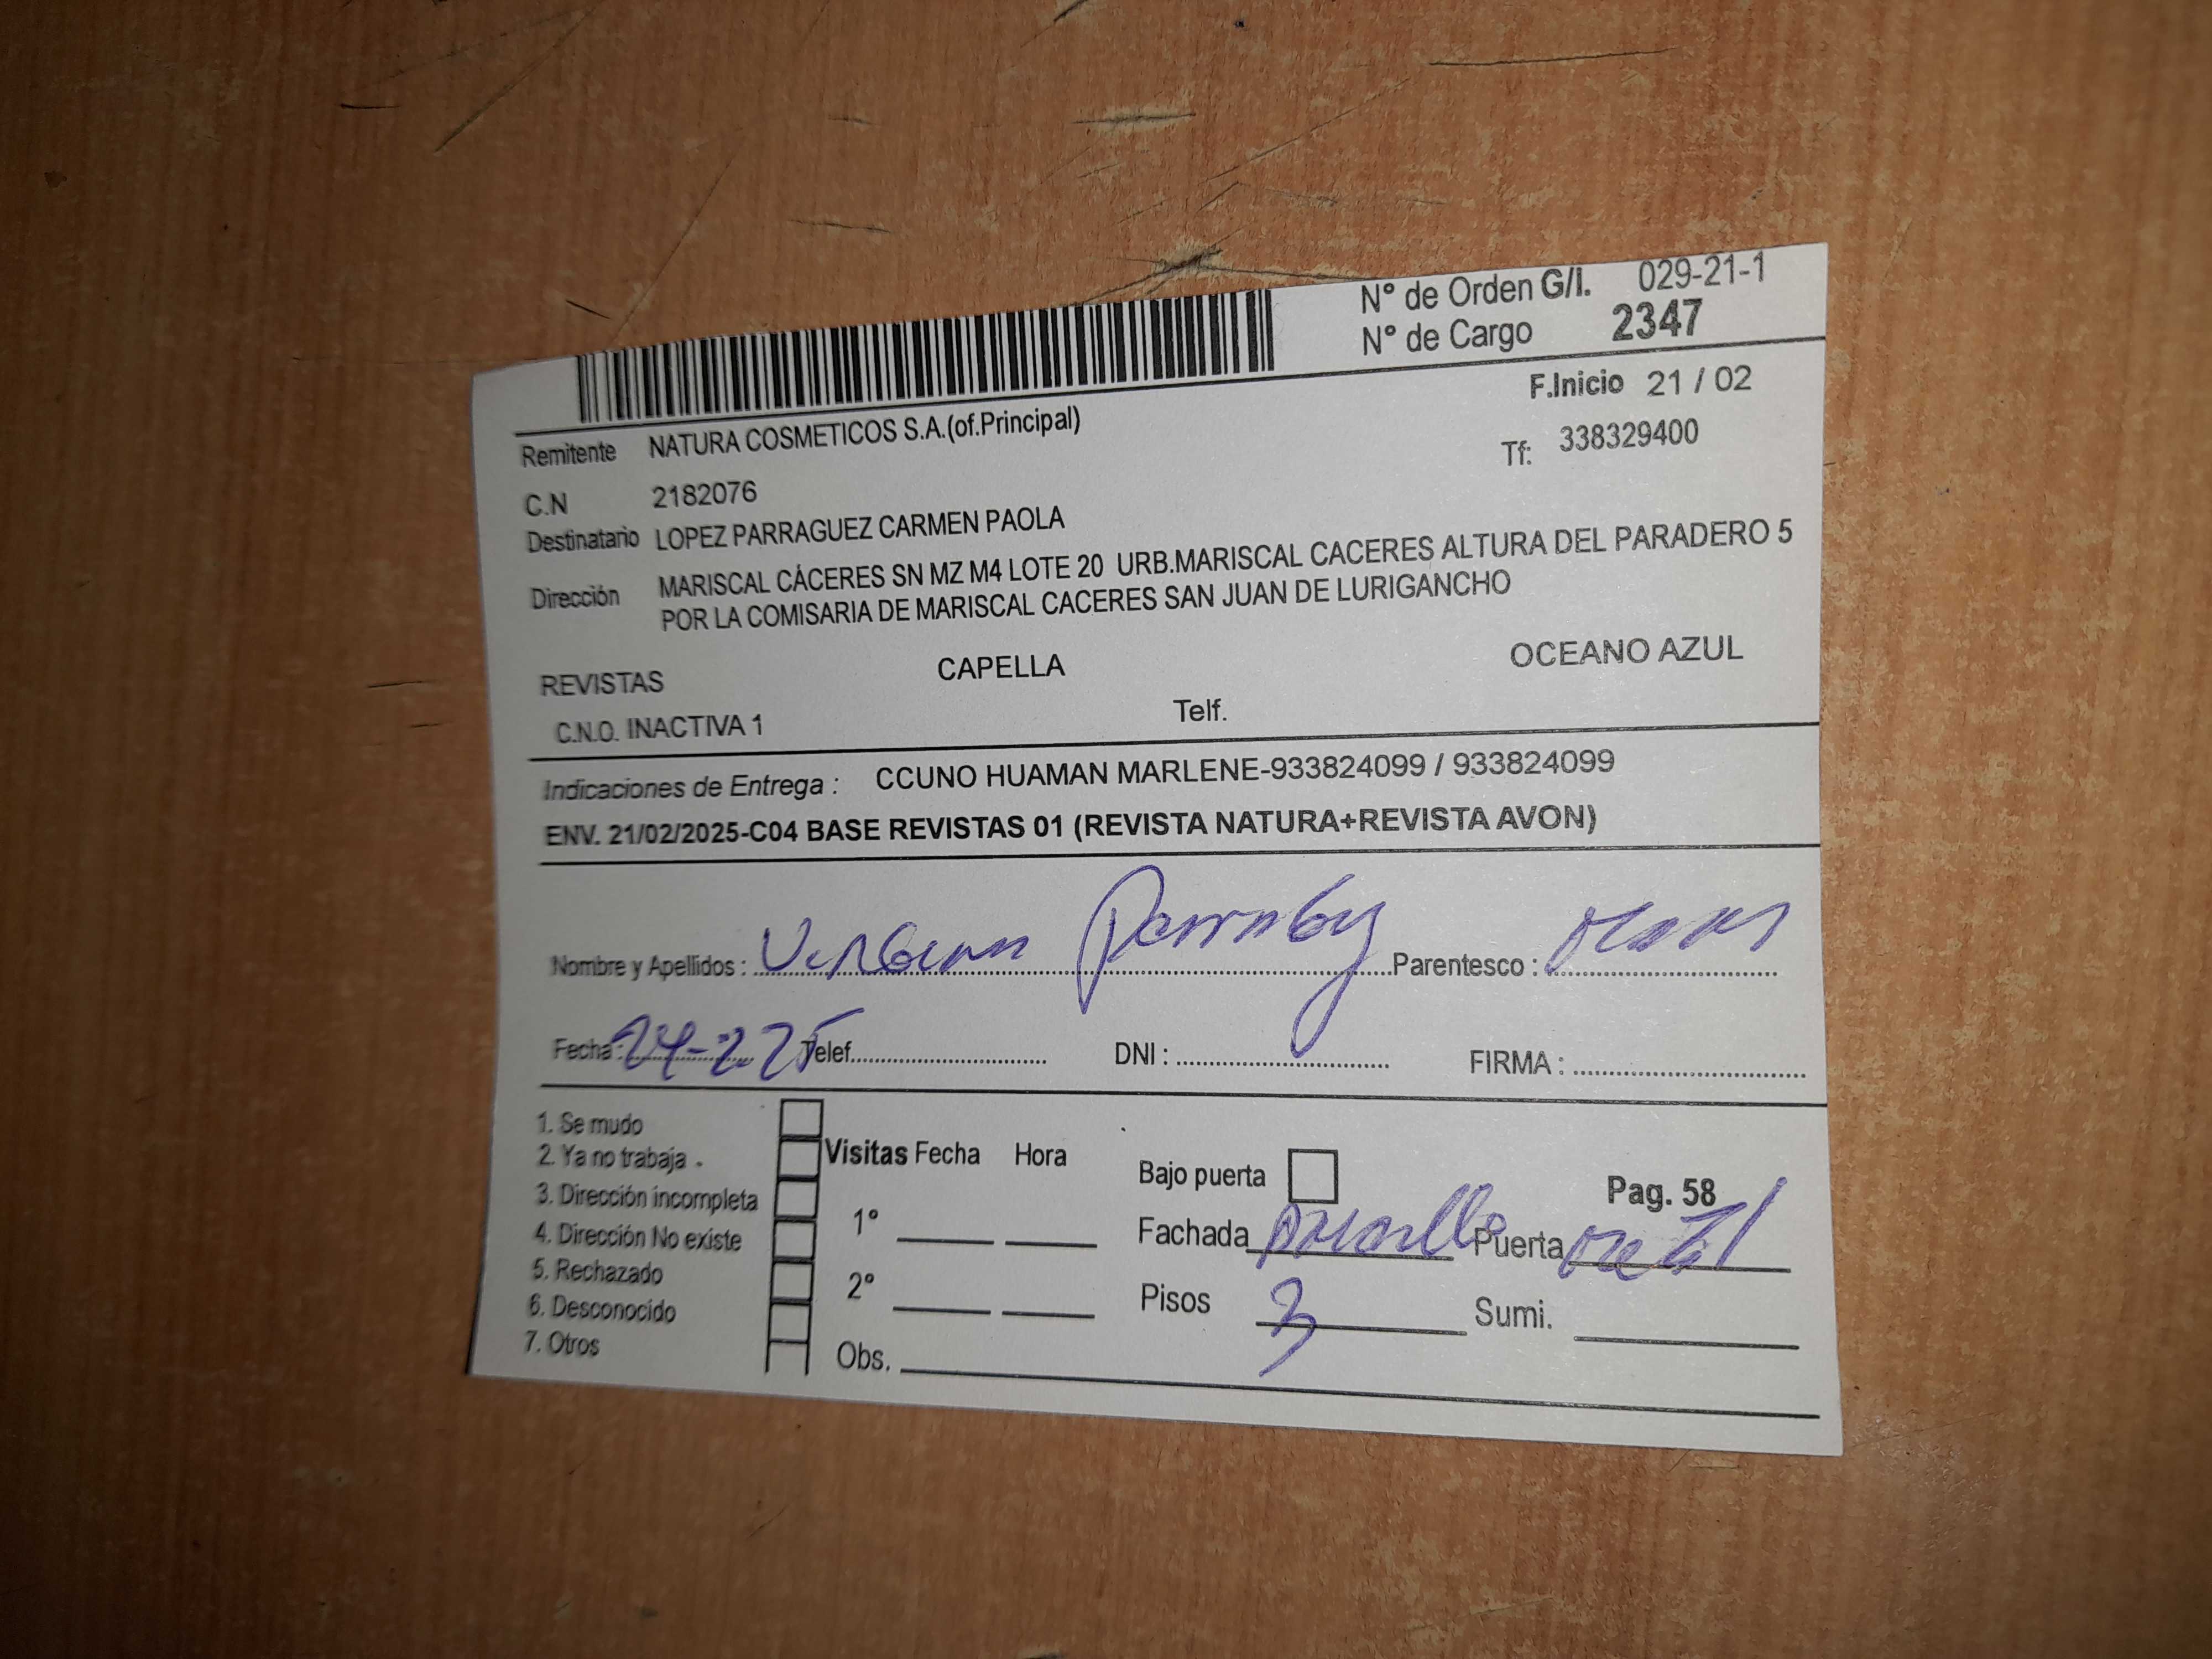 N° de Orden G/I. 029-21-1
N° de Cargo 2347
F.Inicio 21 / 02
Remitente NATURA COSMETICOS S.A.(of.Principal)
Tf: 338329400
C.N 2182076
Destinatario LOPEZ PARRAGUEZ CARMEN PAOLA
Dirección MARISCAL CÁCERES SN MZ M4 LOTE 20 URB.MARISCAL CACERES ALTURA DEL PARADERO 5
POR LA COMISARIA DE MARISCAL CACERES SAN JUAN DE LURIGANCHO
REVISTAS CAPELLA OCEANO AZUL
C.N.O. INACTIVA 1 Telf.
Indicaciones de Entrega : CCUNO HUAMAN MARLENE-933824099 / 933824099
ENV. 21/02/2025-C04 BASE REVISTAS 01 (REVISTA NATURA+REVISTA AVON)
Nombre y Apellidos : Parentesco :
Fecha : 24-2-25 Telef. DNI : FIRMA :
1. Se mudo
2. Ya no trabaja
3. Dirección incompleta
4. Dirección No existe
5. Rechazado
6. Desconocido
7. Otros
Visitas Fecha Hora
1°
2°
Obs.
Bajo puerta Pag. 58
Fachada Puerta
Pisos 3 Sumi.